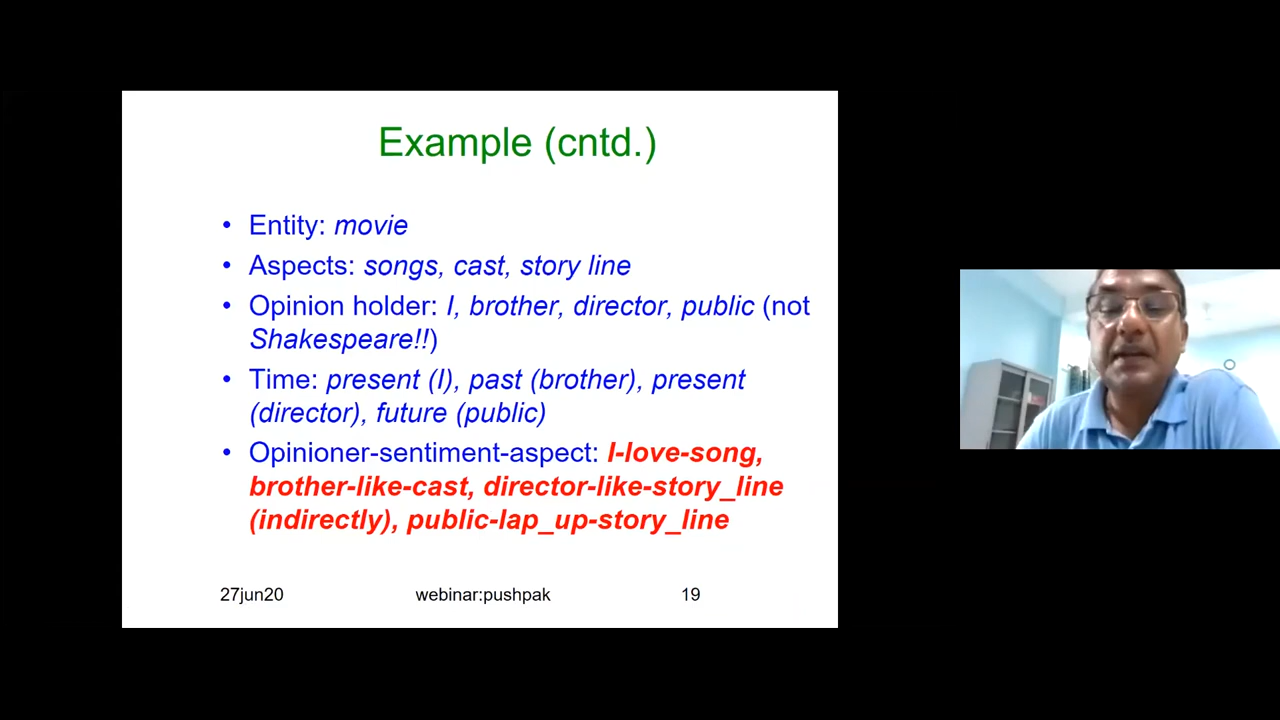 Example (cntd.)
• Entity: movie
• Aspects: songs, cast, story line
• Opinion holder: I, brother, director, public (not
Shakespeare!!)
• Time: present (I), past (brother), present
(director), future (public)
• Opinioner-sentiment-aspect: I-love-song,
brother-like-cast, director-like-story_line
(indirectly), public-lap_up-story_line
27jun20 webinar:pushpak 19